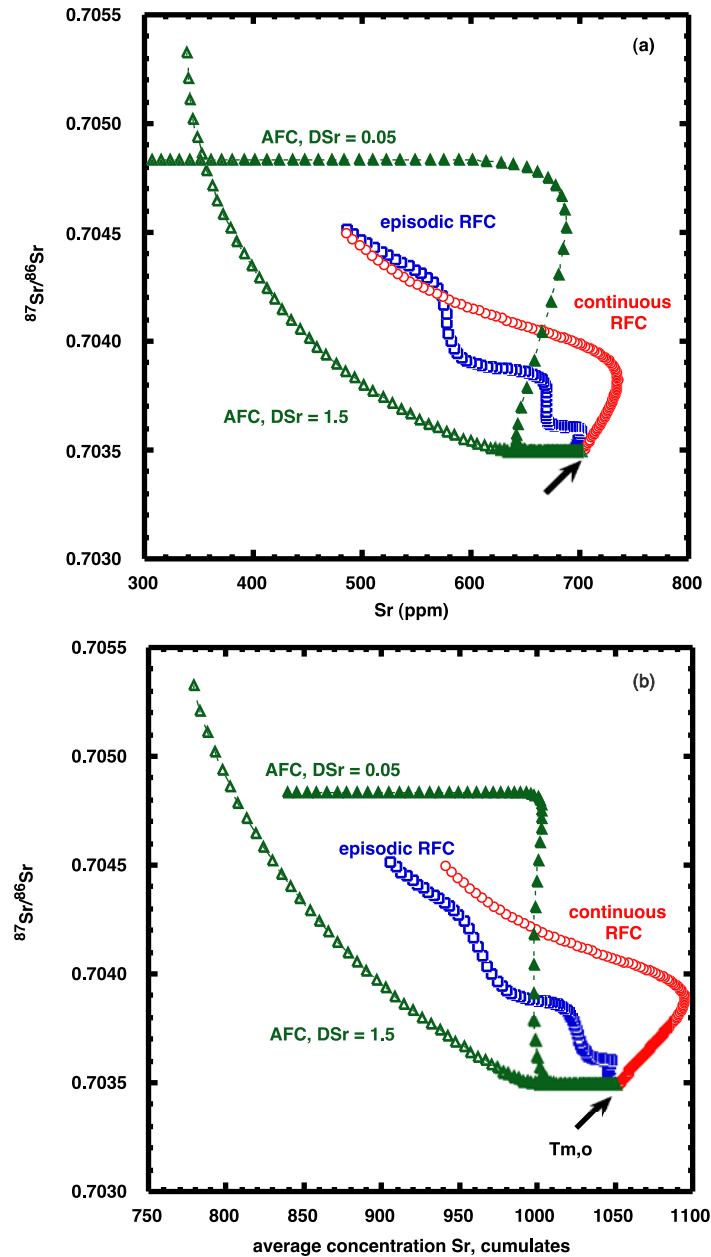 0.7055
(a)
AFC, DSr = 0.05
0.7050
episodic RFC
0.7045
87Sr/86Sr
continuous
RFC
0.7040
AFC, DSr = 1.5
0.7035
0.7030
300 400 500 600 700 800
Sr (ppm)
0.7055
(b)
AFC, DSr = 0.05
0.7050
episodic RFC
0.7045
continuous
RFC
87Sr/86Sr
0.7040
AFC, DSr = 1.5
0.7035
Tm,o
0.7030
750 800 850 900 950 1000 1050 1100
average concentration Sr, cumulates